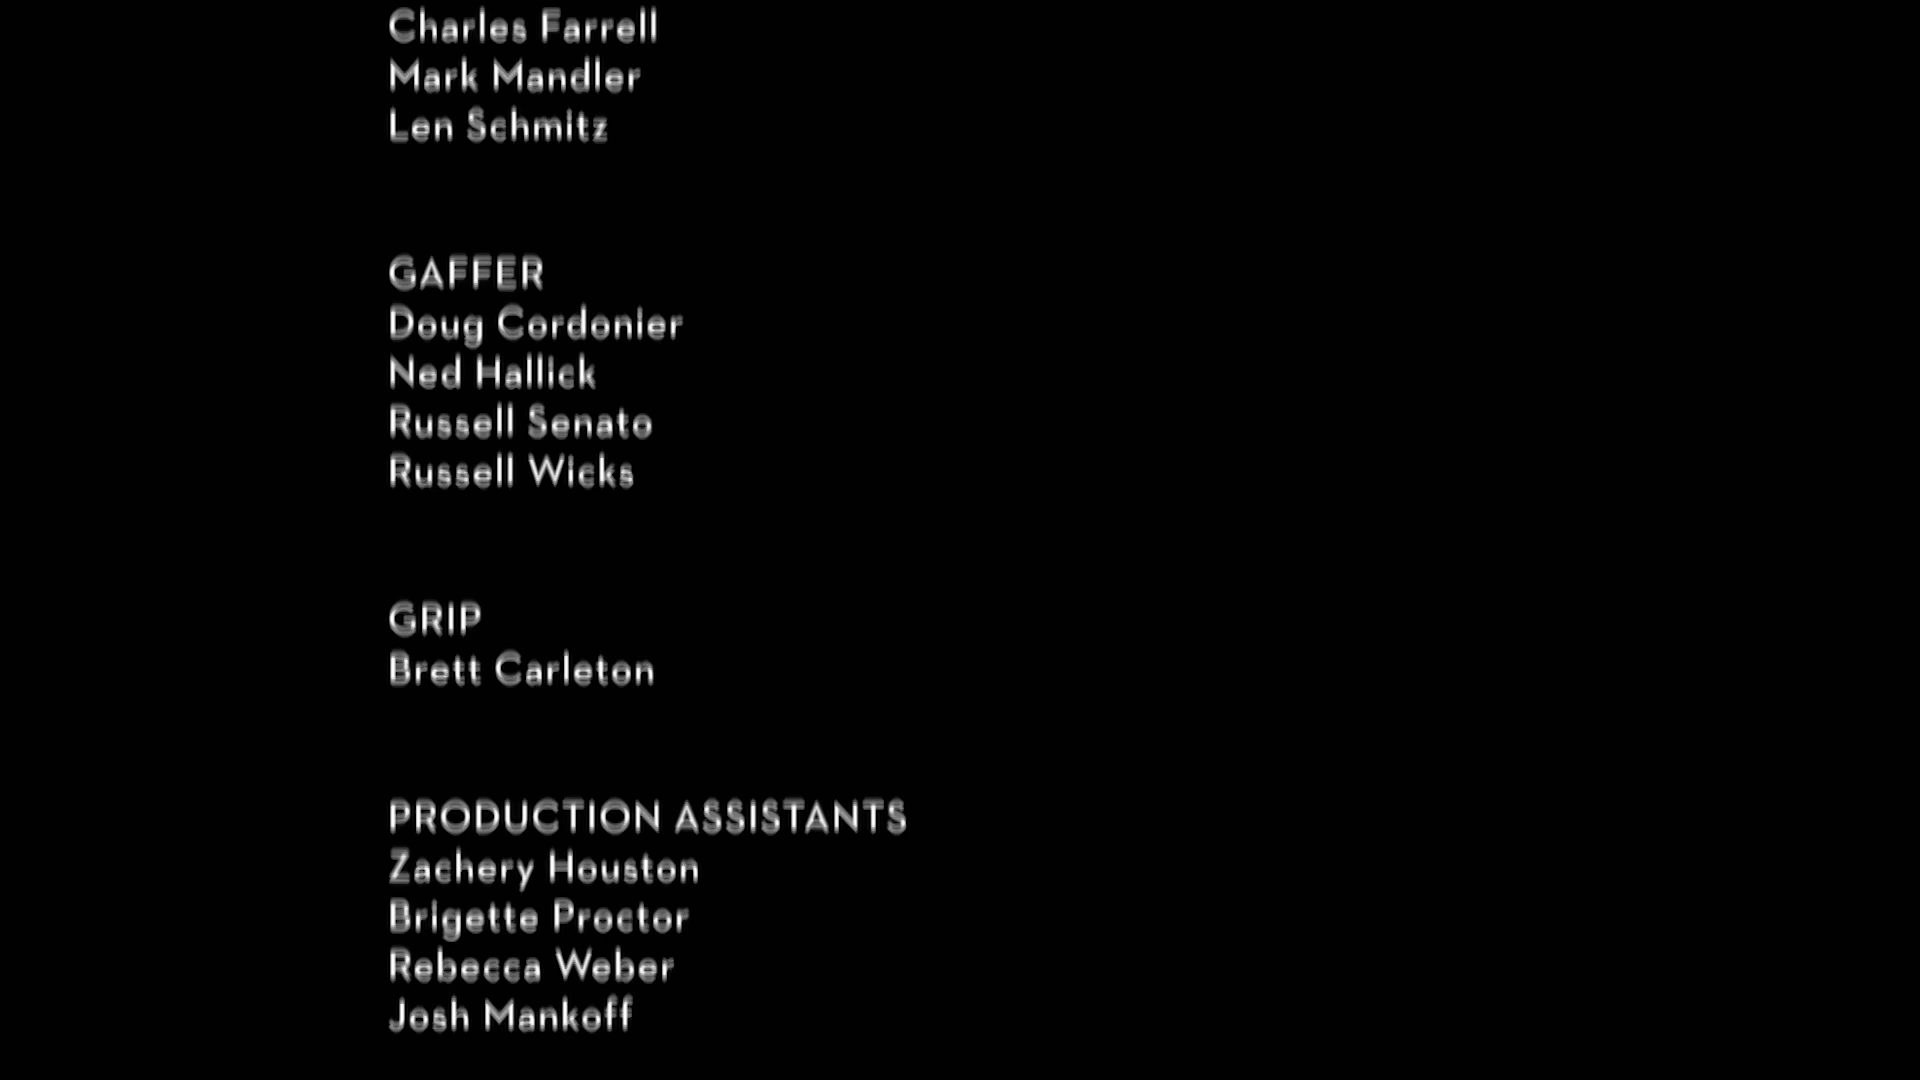 Charles Farrell
Mark Mandler
Len Schmitz
GAFFER
Doug Cordonier
Ned Hallick
Russell Senato
Russell Wicks
GRIP
Brett Carleton
PRODUCTION ASSISTANTS
Zachery Houston
Brigette Proctor
Rebecca Weber
Josh Mankoff